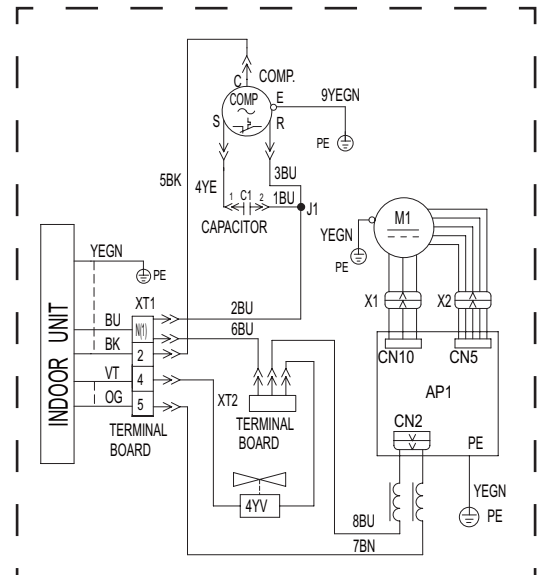 C
COMP.
COMP
E
9YEGN
S
R
PE
5BK
4YE
3BU
1 C1 2
1BU
J1
CAPACITOR
M1
YEGN
PE
YEGN
PE
INDOOR UNIT
XT1
2BU
X1
X2
BU
N(1)
6BU
BK
2
CN10
CN5
VT
4
AP1
OG
5
XT2
TERMINAL
BOARD
TERMINAL
BOARD
CN2
PE
4YV
YEGN
PE
8BU
7BN